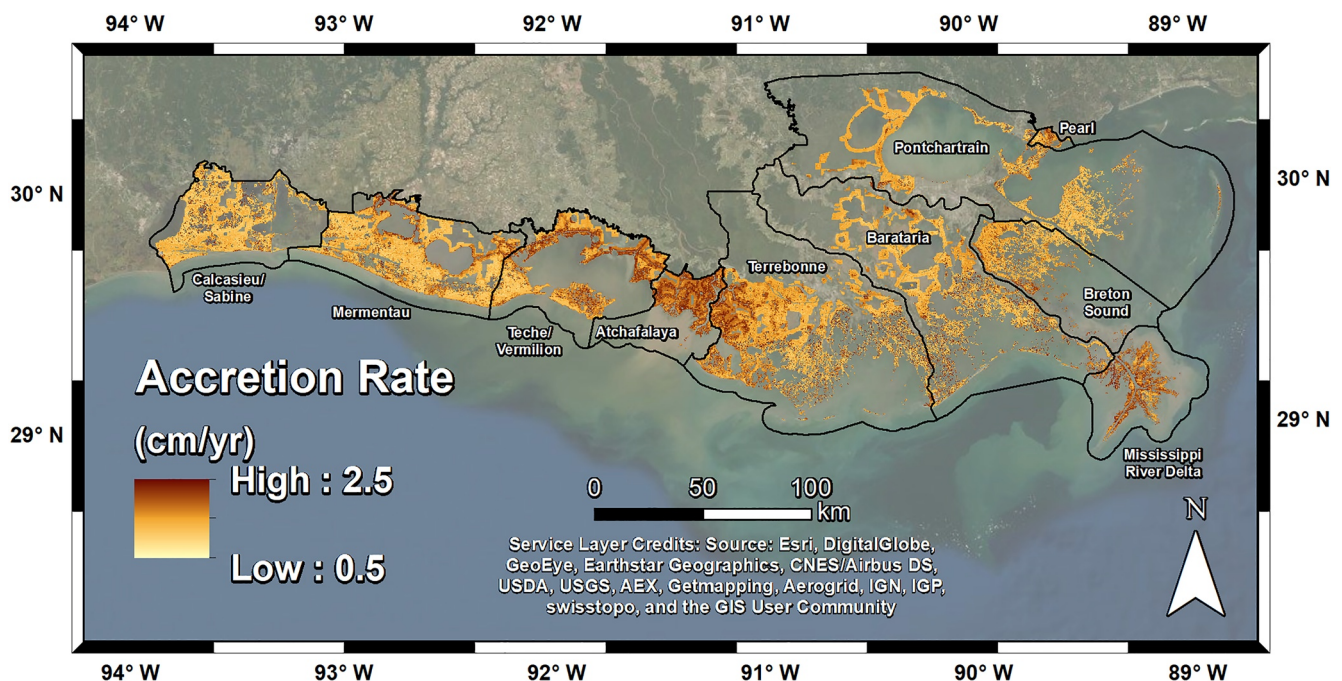 94° W 93° W 92° W 91° W 90° W 89° W
30° N
30° N
Pearl
Pontchartrain
Barataria
Terrebonne
Calcasieu/
Sabine
Mermentau
Teche/
Vermilion
Atchafalaya
Breton
Sound
Mississippi
River Delta
29° N
29° N
Accretion Rate
(cm/yr)
High : 2.5
Low : 0.5
0 50 100
km
N
Service Layer Credits: Source: Esri, DigitalGlobe,
GeoEye, Earthstar Geographics, CNES/Airbus DS,
USDA, USGS, AEX, Getmapping, Aerogrid, IGN, IGP,
swisstopo, and the GIS User Community
94° W 93° W 92° W 91° W 90° W 89° W